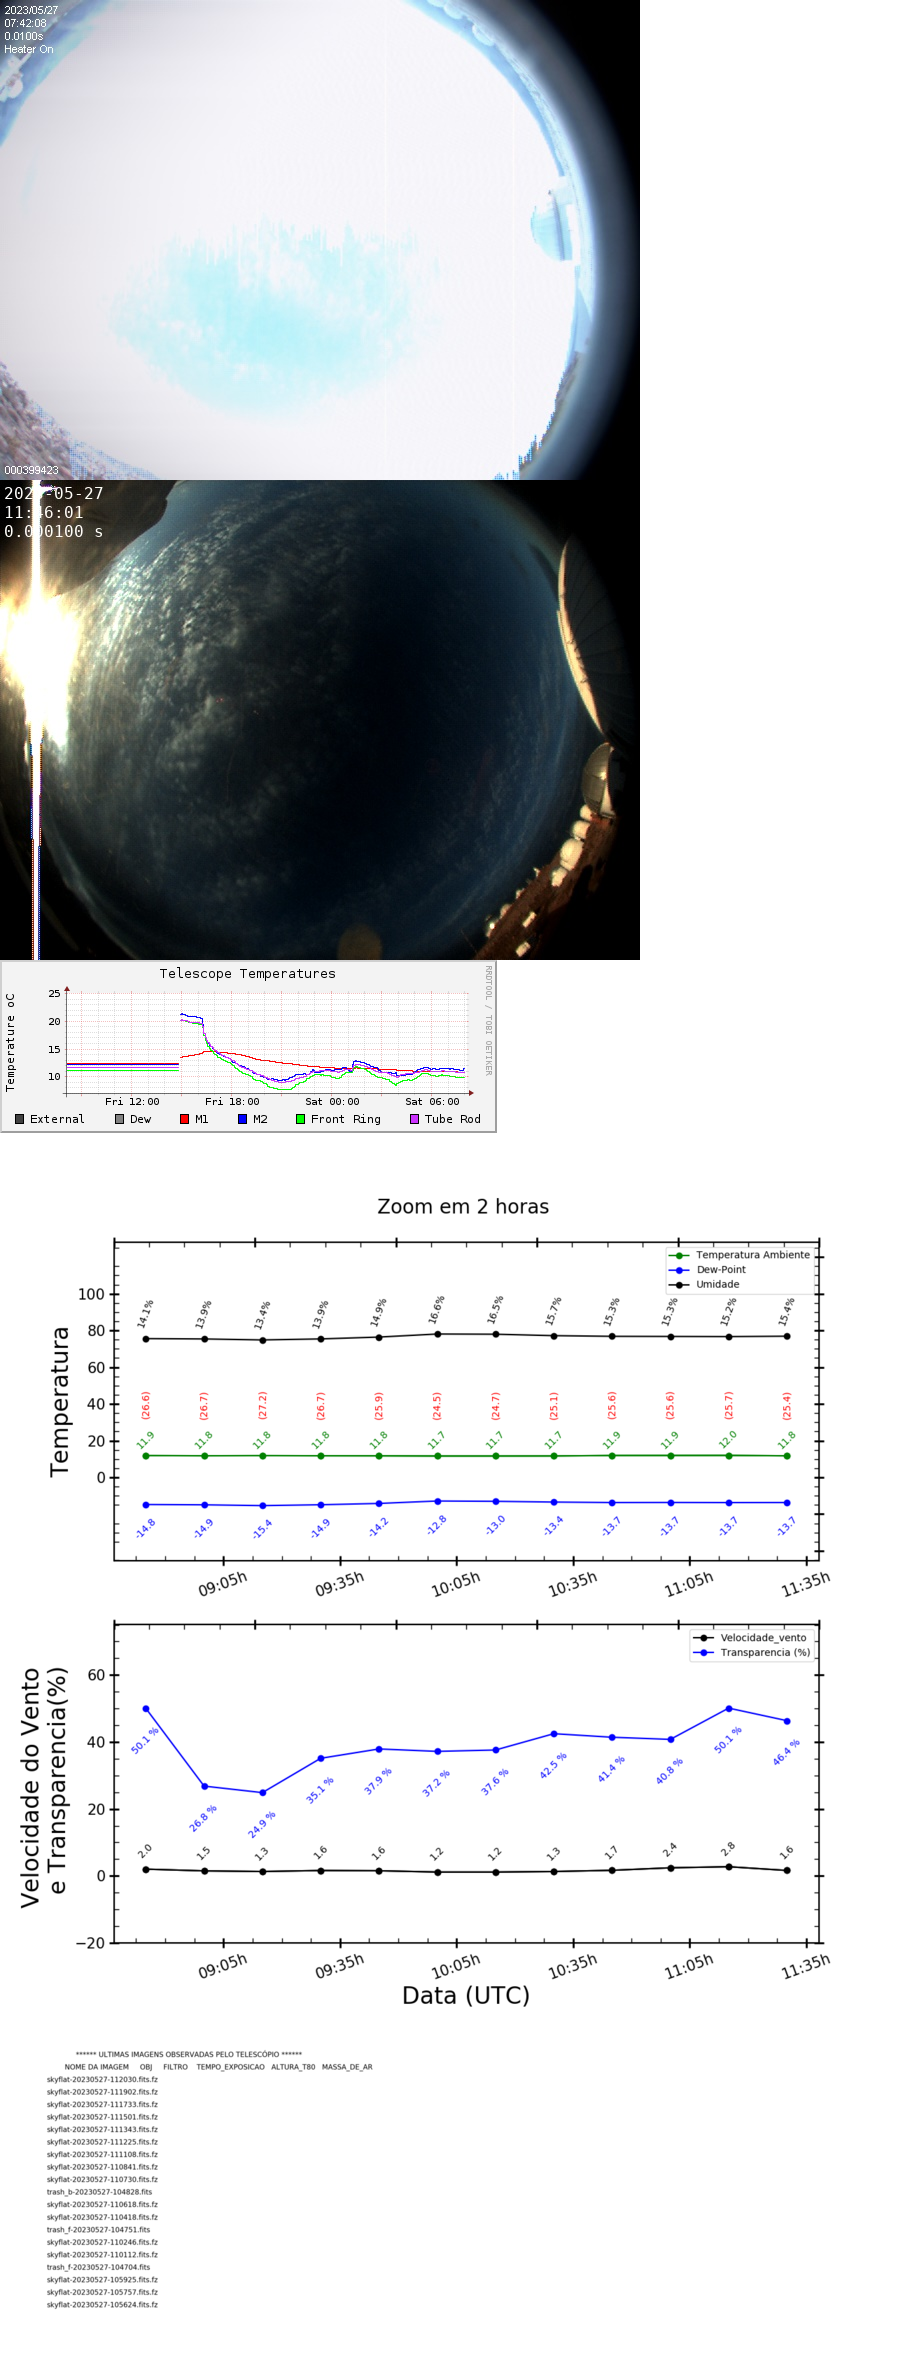 2023/05/27
07:42:08
0.0100s
Heater On
000399423
-05-27
11:46:01
0.000100 s
Telescope Temperatures
RRDTOOL / TOBI OETIKER
Temperature oC
25
20
15
10
Fri 12:00 Fri 18:00 Sat 00:00 Sat 06:00
External Dew M1 M2 Front Ring Tube Rod
Zoom em 2 horas
Temperatura Ambiente
Dew-Point
Umidade
Temperatura
100
80
60
40
20
0
14.1% 13.9% 13.4% 13.9% 14.9% 16.6% 16.5% 15.7% 15.3% 15.3% 15.2% 15.4%
(26.6) (26.7) (27.2) (26.7) (25.9) (24.5) (24.7) (25.1) (25.6) (25.6) (25.7) (25.4)
11.9 11.8 11.8 11.8 11.8 11.7 11.7 11.7 11.9 11.9 12.0 11.8
-14.8 -14.9 -15.4 -14.9 -14.2 -12.8 -13.0 -13.4 -13.7 -13.7 -13.7 -13.7
09:05h 09:35h 10:05h 10:35h 11:05h 11:35h
Velocidade_vento
Transparencia (%)
Velocidade do Vento
e Transparencia(%)
60
40
20
0
−20
50.1 % 26.8 % 24.9 % 35.1 % 37.9 % 37.2 % 37.6 % 42.5 % 41.4 % 40.8 % 50.1 % 46.4 %
2.0 1.5 1.3 1.6 1.6 1.2 1.2 1.3 1.7 2.4 2.8 1.6
09:05h 09:35h 10:05h 10:35h 11:05h 11:35h
Data (UTC)
****** ULTIMAS IMAGENS OBSERVADAS PELO TELESCÓPIO ******
NOME DA IMAGEM OBJ FILTRO TEMPO_EXPOSICAO ALTURA_T80 MASSA_DE_AR
skyflat-20230527-112030.fits.fz
skyflat-20230527-111902.fits.fz
skyflat-20230527-111733.fits.fz
skyflat-20230527-111501.fits.fz
skyflat-20230527-111343.fits.fz
skyflat-20230527-111225.fits.fz
skyflat-20230527-111108.fits.fz
skyflat-20230527-110841.fits.fz
skyflat-20230527-110730.fits.fz
trash_b-20230527-104828.fits
skyflat-20230527-110618.fits.fz
skyflat-20230527-110418.fits.fz
trash_f-20230527-104751.fits
skyflat-20230527-110246.fits.fz
skyflat-20230527-110112.fits.fz
trash_f-20230527-104704.fits
skyflat-20230527-105925.fits.fz
skyflat-20230527-105757.fits.fz
skyflat-20230527-105624.fits.fz